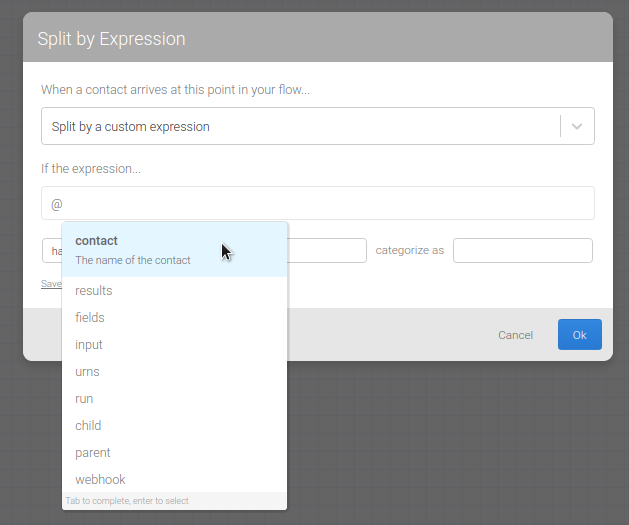 Split by Expression
When a contact arrives at this point in your flow...
Split by a custom expression
If the expression...
@
contact
The name of the contact
categorize as
Save
results
fields
input
urns
run
child
parent
webhook
Tab to complete, enter to select
Cancel
Ok